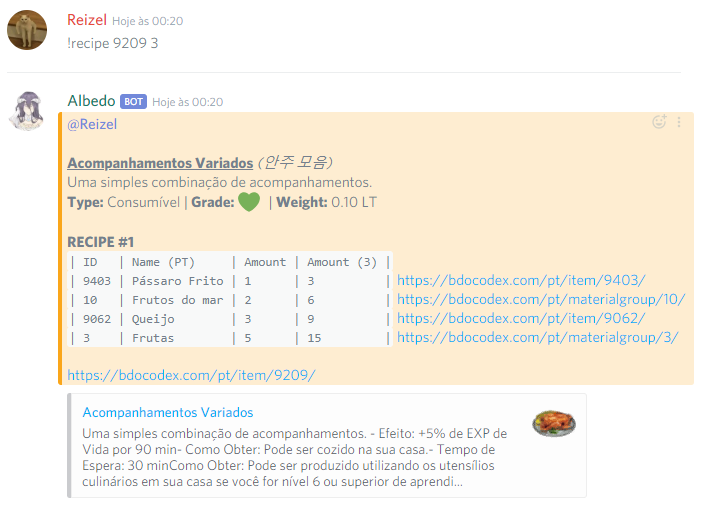 Reizel Hoje às 00:20
!recipe 9209 3
Albedo BOT Hoje às 00:20
@Reizel
Acompanhamentos Variados (안주 모음)
Uma simples combinação de acompanhamentos.
Type: Consumível | Grade: 💚 | Weight: 0.10 LT
RECIPE #1
| ID | Name (PT) | Amount | Amount (3) |
| 9403 | Pássaro Frito | 1 | 3 | https://bdocodex.com/pt/item/9403/
| 10 | Frutos do mar | 2 | 6 | https://bdocodex.com/pt/materialgroup/10/
| 9062 | Queijo | 3 | 9 | https://bdocodex.com/pt/item/9062/
| 3 | Frutas | 5 | 15 | https://bdocodex.com/pt/materialgroup/3/
https://bdocodex.com/pt/item/9209/
Acompanhamentos Variados
Uma simples combinação de acompanhamentos. - Efeito: +5% de EXP de
Vida por 90 min- Como Obter: Pode ser cozido na sua casa.- Tempo de
Espera: 30 minComo Obter: Pode ser produzido utilizando os utensílios
culinários em sua casa se você for nível 6 ou superior de aprendi...